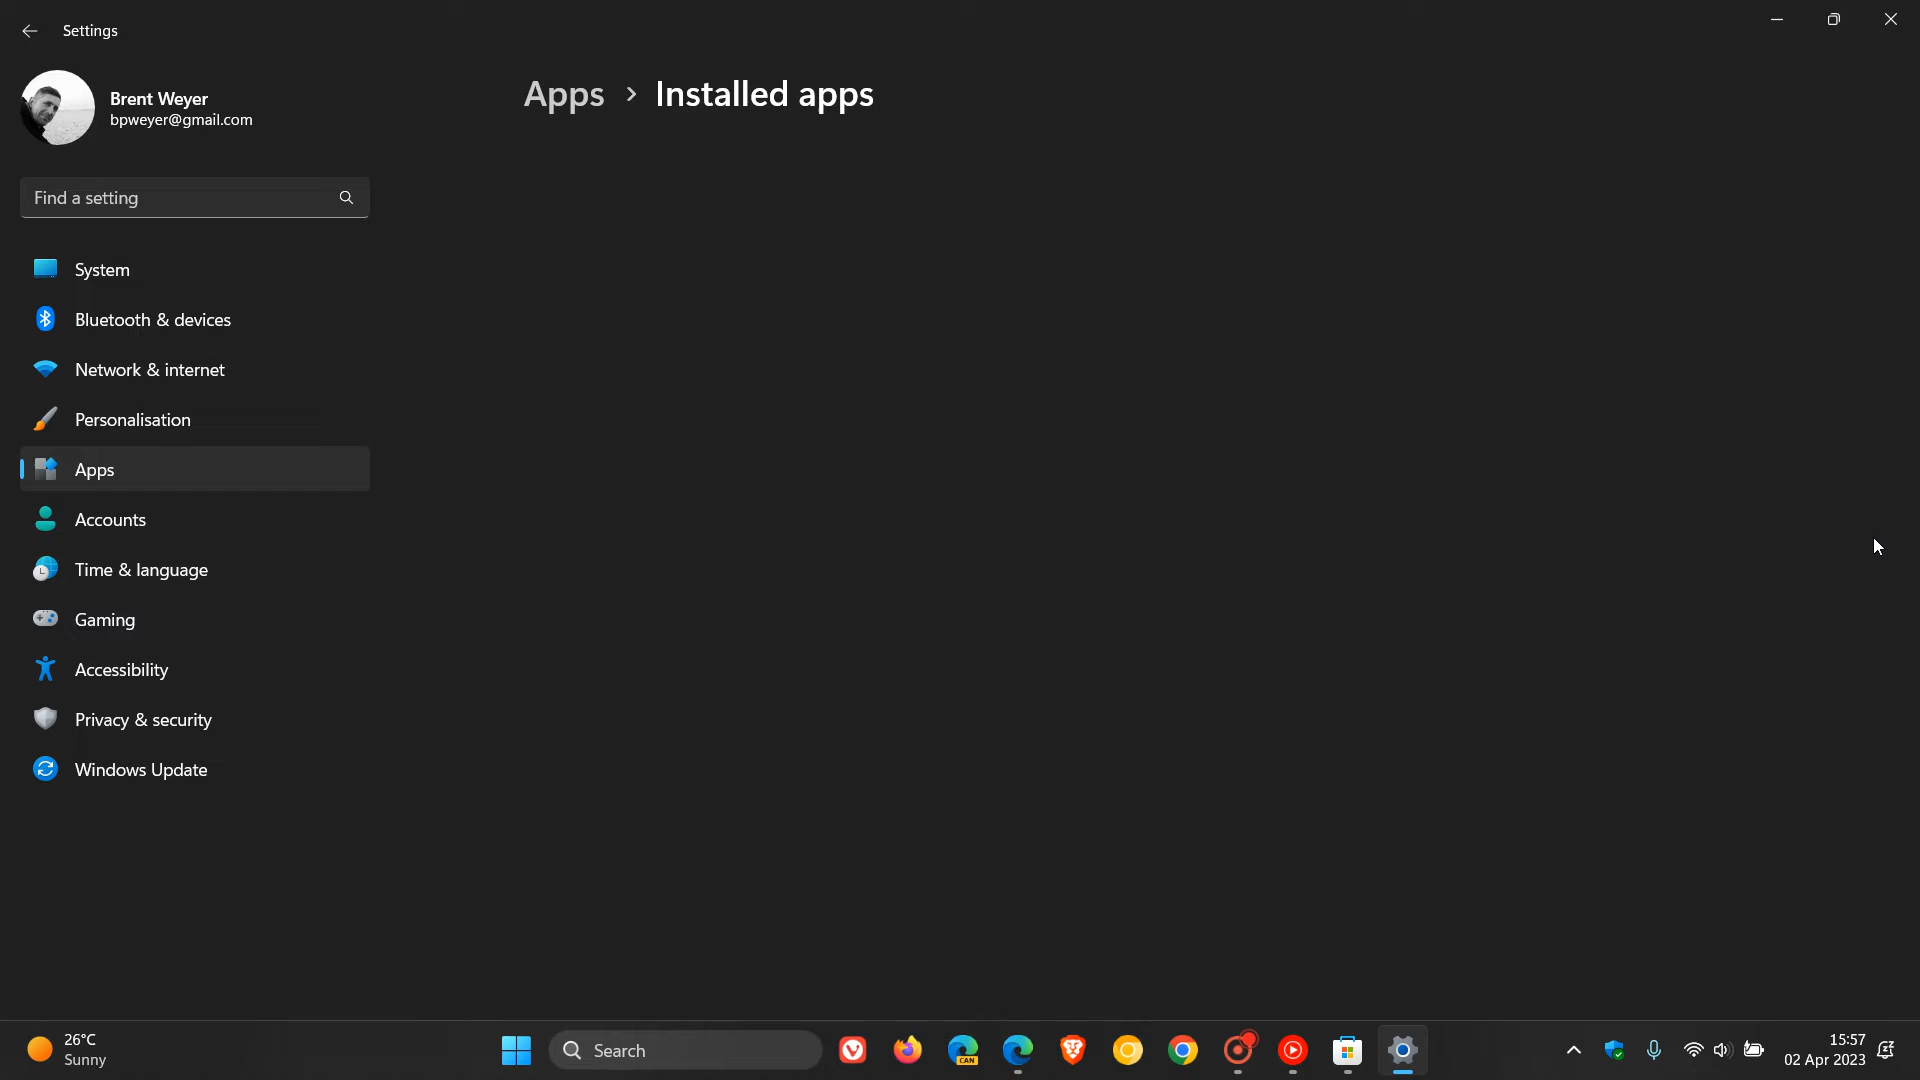 Settings
Brent Weyer
bpweyer@gmail.com
Apps > Installed apps
Find a setting
System
Bluetooth & devices
Network & internet
Personalisation
Apps
Accounts
Time & language
Gaming
Accessibility
Privacy & security
Windows Update
26°C
Sunny
Search
CAN
15:57
02 Apr 2023